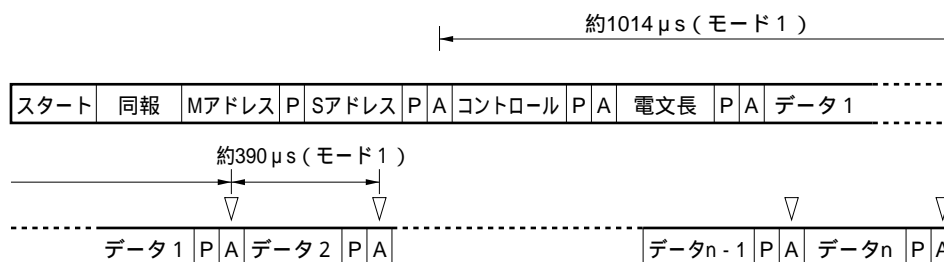 約1014μs(モード1)
スタート 同報 Mアドレス P Sアドレス P A コントロール P A 電文長 P A データ1
約390μs(モード1)
データ1 P A データ2 P A データn-1 P A データn P A